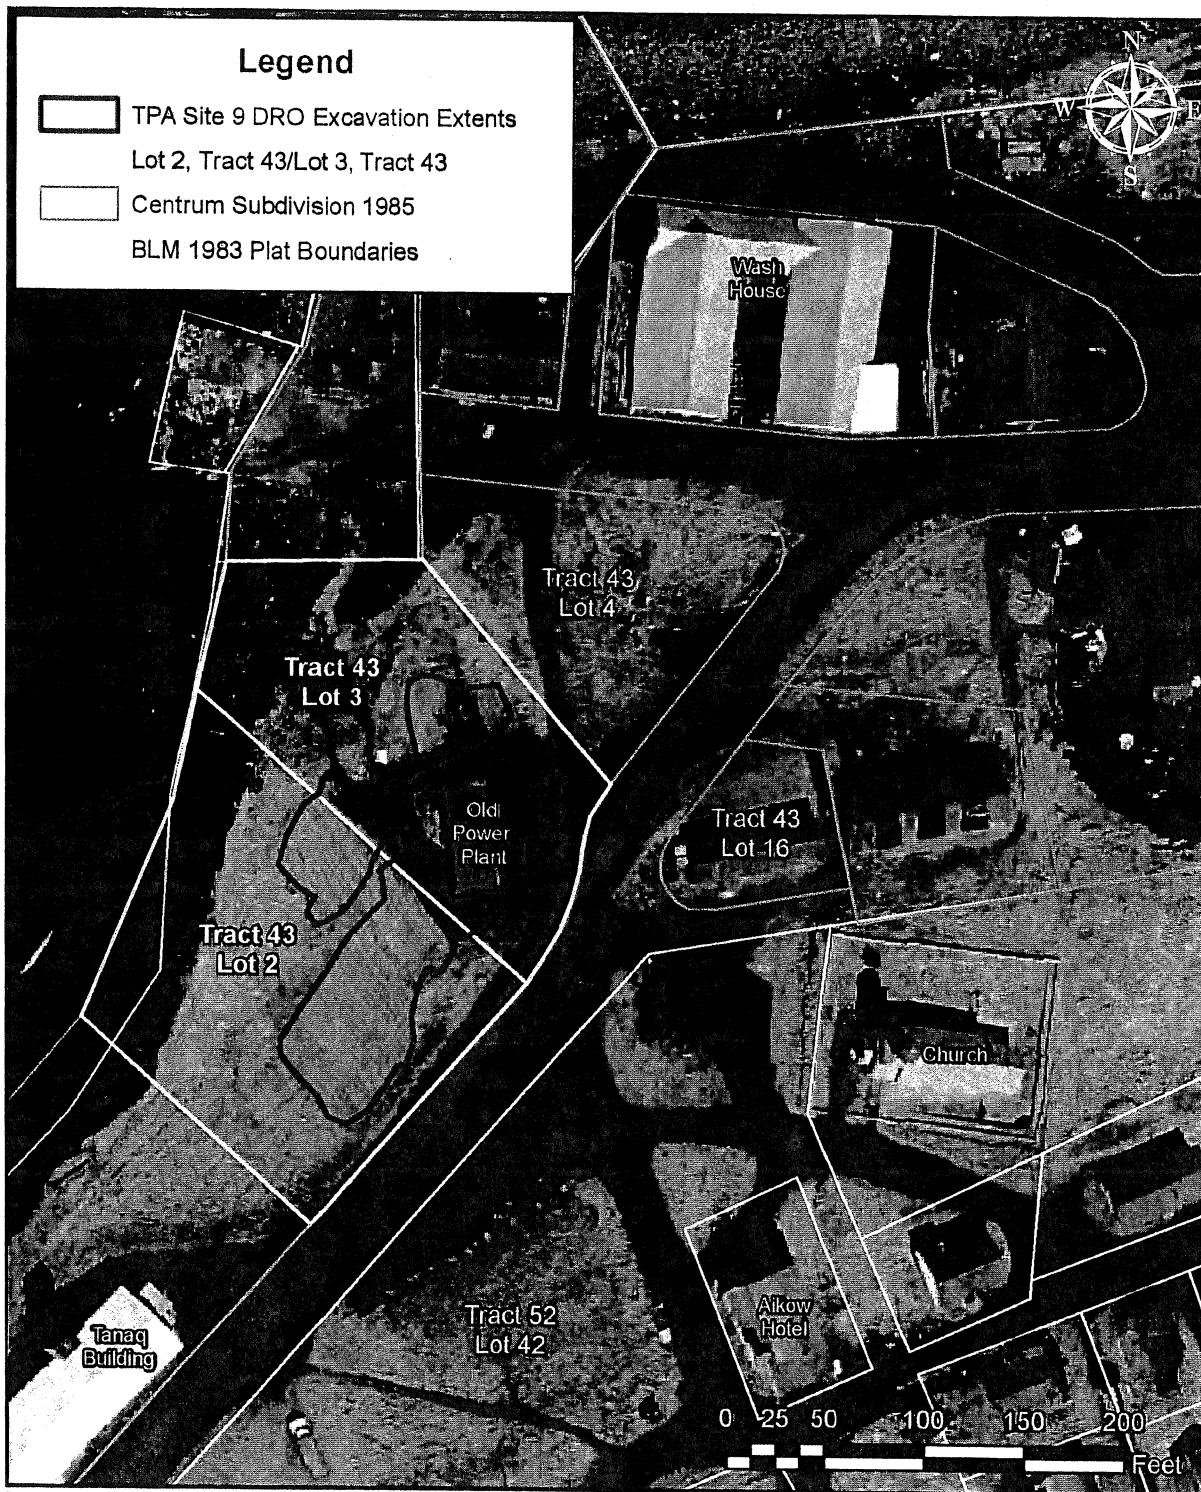 Legend
TPA Site 9 DRO Excavation Extents
Lot 2, Tract 43/Lot 3, Tract 43
Centrum Subdivision 1985
BLM 1983 Plat Boundaries
N
W
E
S
Wash
House
Tract 43
Lot 4
Tract 43
Lot 3
Old
Power
Plant
Tract 43
Lot 16
Tract 43
Lot 2
Church
Tract 52
Lot 42
Aikow
Hotel
Tanaq
Building
0 25 50 100 150 200
Feet